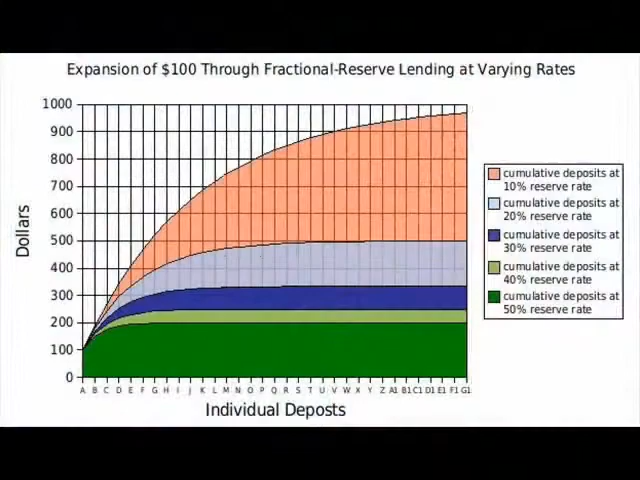 Expansion of $100 Through Fractional-Reserve Lending at Varying Rates
1000
900
800
700
600
500
400
300
200
100
0
Dollars
A B C D E F G H I J K L M N O P Q R S T U V W X Y Z A1 B1 C1 D1 E1 F1 G1
Individual Deposts
cumulative deposits at
10% reserve rate
cumulative deposits at
20% reserve rate
cumulative deposits at
30% reserve rate
cumulative deposits at
40% reserve rate
cumulative deposits at
50% reserve rate